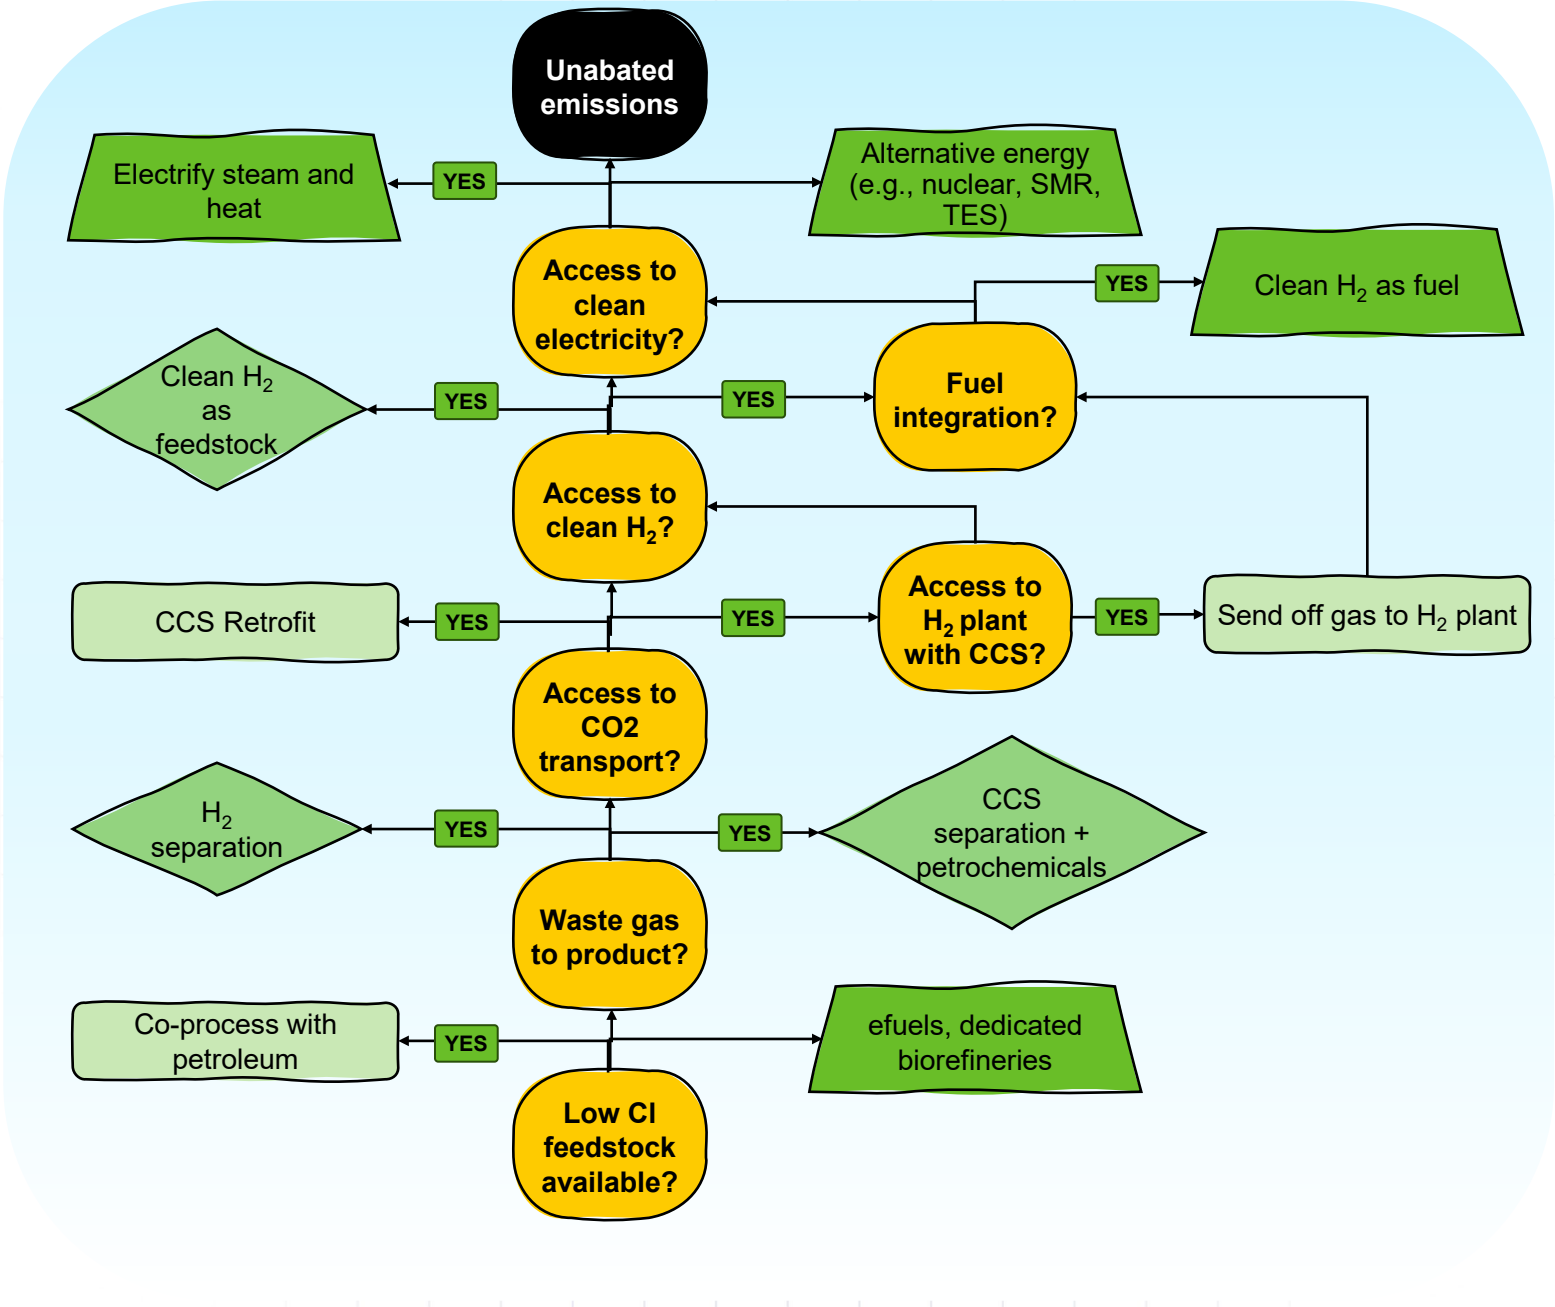 Unabated
emissions
Electrify steam and
heat
YES
Alternative energy
(e.g., nuclear, SMR,
TES)
Access to
clean
electricity?
YES
Clean H₂ as fuel
Clean H₂
as
feedstock
YES
YES
Fuel
integration?
Access to
clean H₂?
CCS Retrofit
YES
YES
Access to
H₂ plant
with CCS?
YES
Send off gas to H₂ plant
Access to
CO2
transport?
H₂
separation
YES
YES
CCS
separation +
petrochemicals
Waste gas
to product?
Co-process with
petroleum
YES
efuels, dedicated
biorefineries
Low CI
feedstock
available?